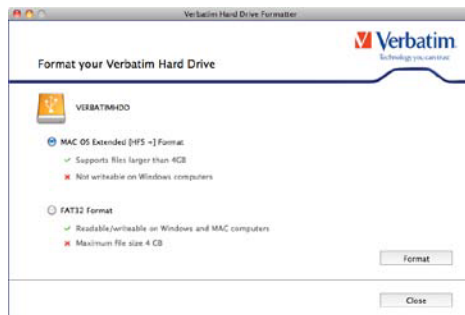 Verbatim Hard Drive Formatter
Verbatim
Technology you can trust
Format your Verbatim Hard Drive
VERBATIMHDD
MAC OS Extended [HFS +] Format
Supports files larger than 4GB
Not writeable on Windows computers
FAT32 Format
Readable/writeable on Windows and MAC computers
Maximum file size 4 GB
Format
Close